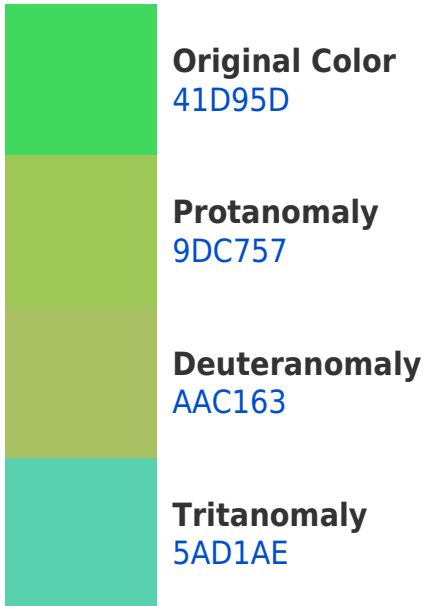 Original Color
41D95D
Protanomaly
9DC757
Deuteranomaly
AAC163
Tritanomaly
5AD1AE